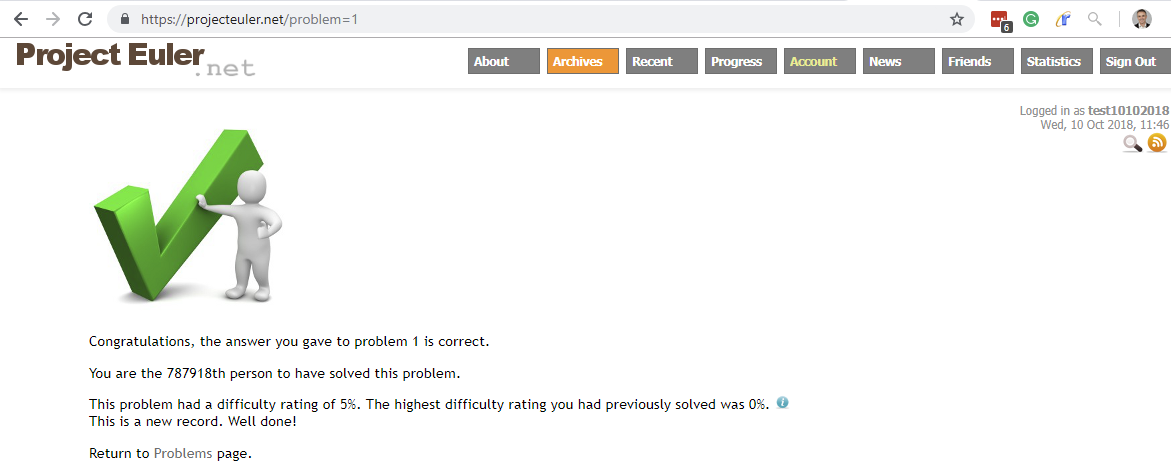 https://projecteuler.net/problem=1
6
Project Euler
.net
About Archives Recent Progress Account News Friends Statistics Sign Out
Logged in as test10102018
Wed, 10 Oct 2018, 11:46
Congratulations, the answer you gave to problem 1 is correct.
You are the 787918th person to have solved this problem.
This problem had a difficulty rating of 5%. The highest difficulty rating you had previously solved was 0%.
This is a new record. Well done!
Return to Problems page.